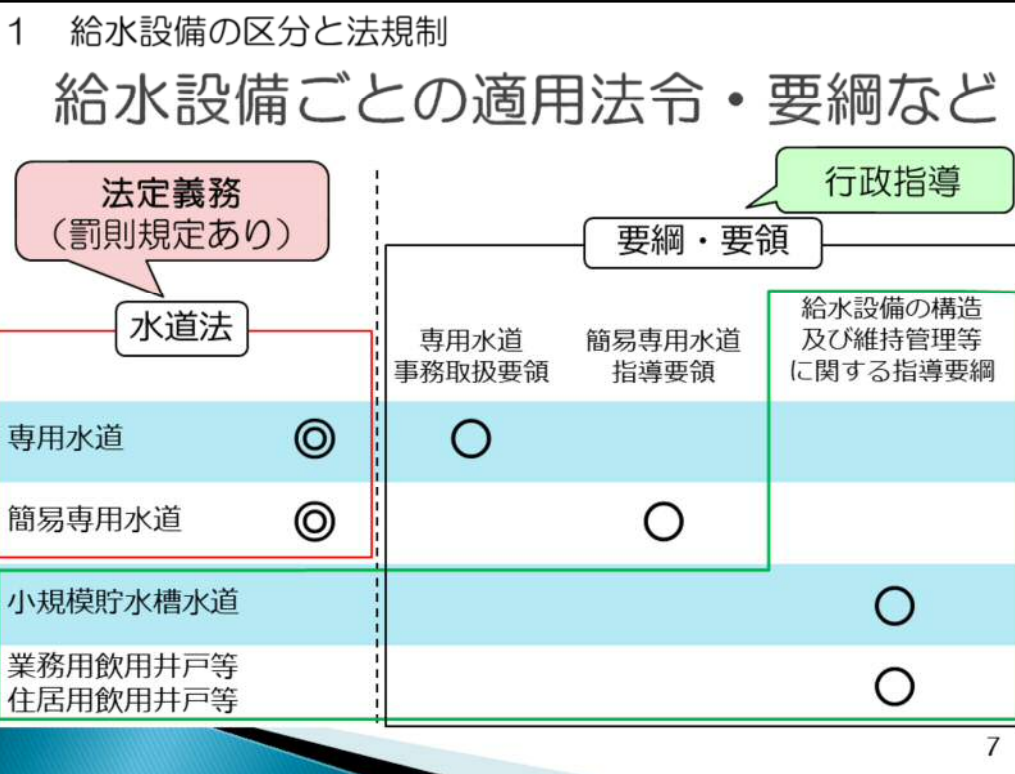 1 給水設備の区分と法規制
給水設備ごとの適用法令・要綱など
法定義務
（罰則規定あり）
行政指導
要綱・要領
水道法
専用水道
事務取扱要領
簡易専用水道
指導要領
給水設備の構造
及び維持管理等
に関する指導要綱
専用水道 ◎ ○
簡易専用水道 ◎ ○
小規模貯水槽水道 ○
業務用飲用井戸等
住居用飲用井戸等 ○
7